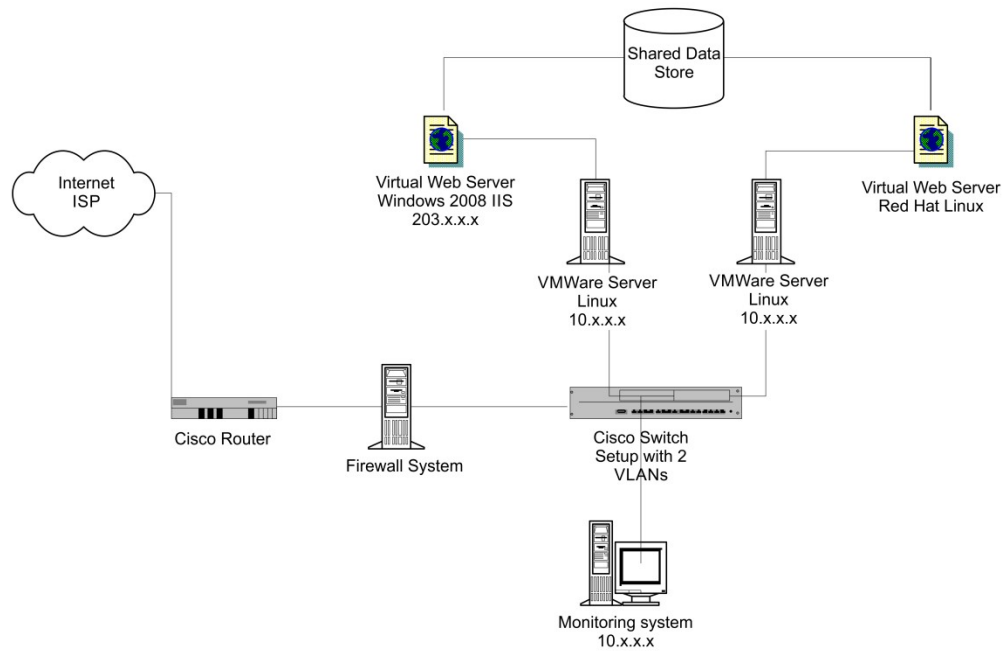 Shared Data
Store
Internet
ISP
Virtual Web Server
Windows 2008 IIS
203.x.x.x
Virtual Web Server
Red Hat Linux
VMWare Server
Linux
10.x.x.x
VMWare Server
Linux
10.x.x.x
Cisco Router
Firewall System
Cisco Switch
Setup with 2
VLANs
Monitoring system
10.x.x.x